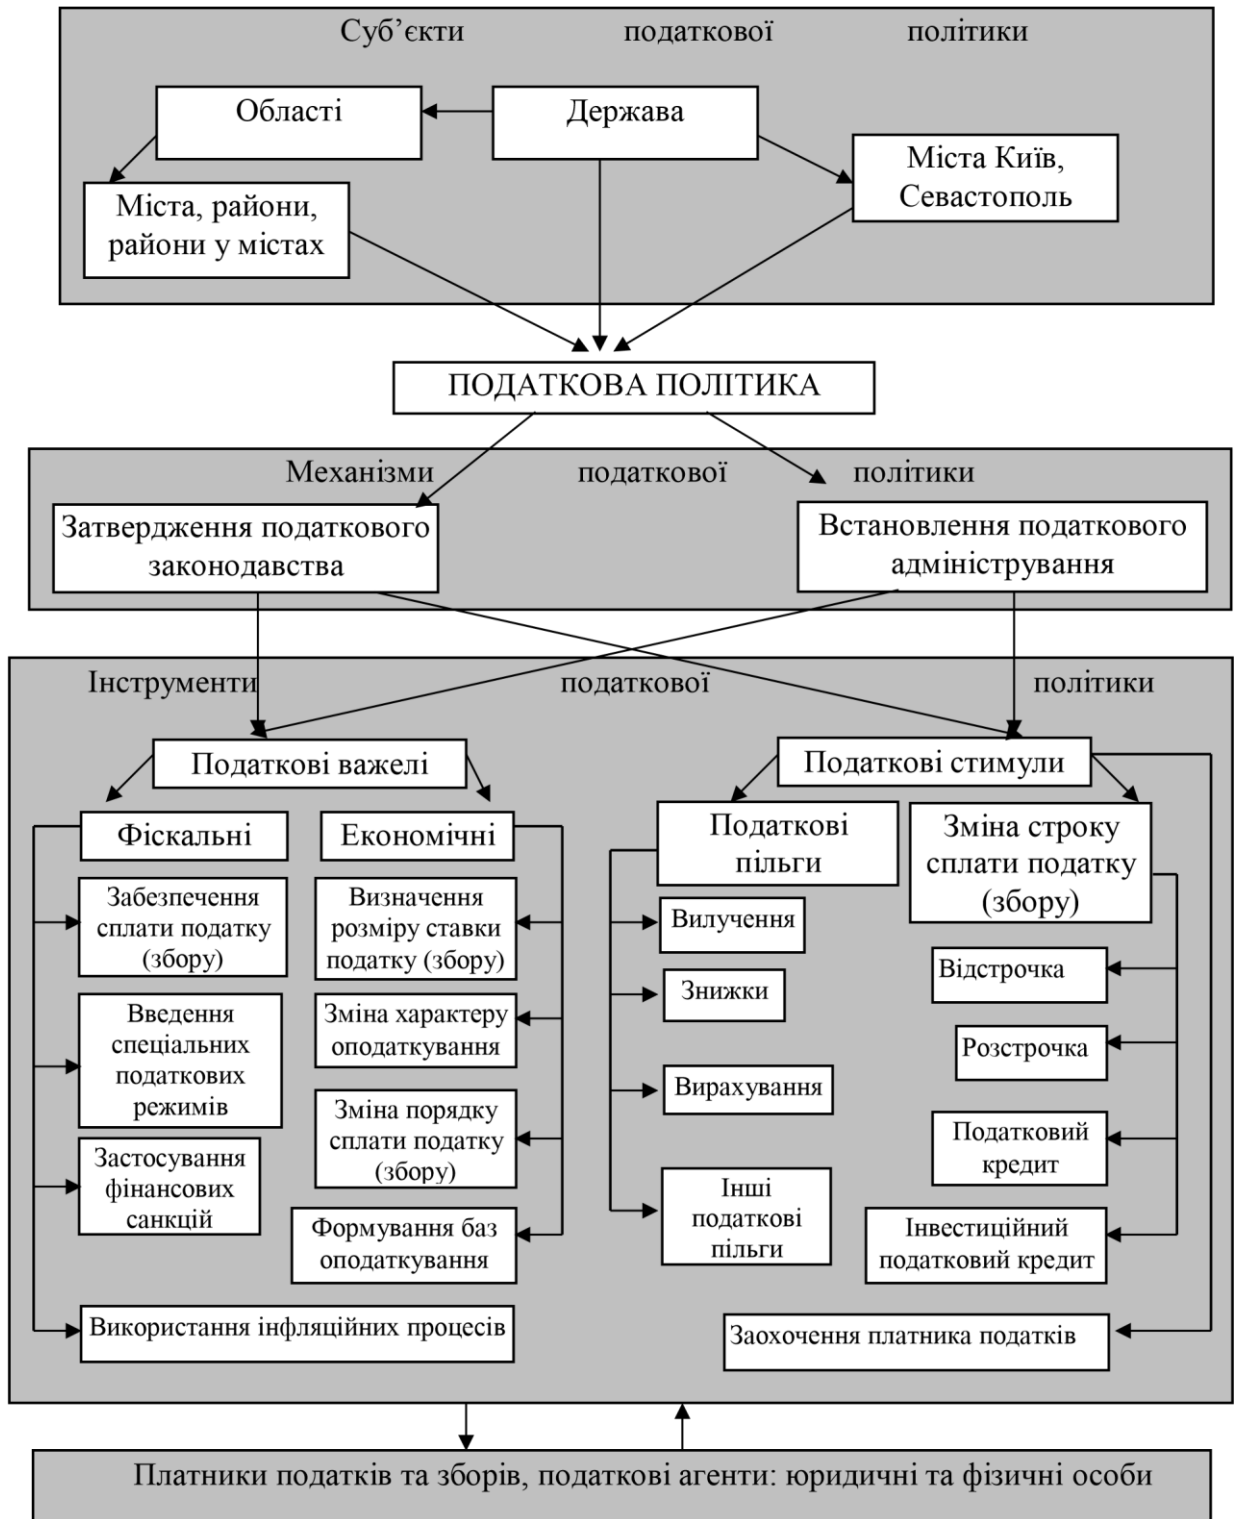 Суб’єкти податкової політики
Області
Держава
Міста Київ,
Севастополь
Міста, райони,
райони у містах
ПОДАТКОВА ПОЛІТИКА
Механізми податкової політики
Затвердження податкового
законодавства
Встановлення податкового
адміністрування
Інструменти податкової політики
Податкові важелі
Податкові стимули
Фіскальні
Економічні
Податкові
пільги
Зміна строку
сплати податку
(збору)
Забезпечення
сплати податку
(збору)
Введення
спеціальних
податкових
режимів
Застосування
фінансових
санкцій
Використання інфляційних процесів
Визначення
розміру ставки
податку (збору)
Зміна характеру
оподаткування
Зміна порядку
сплати податку
(збору)
Формування баз
оподаткування
Вилучення
Знижки
Вирахування
Інші
податкові
пільги
Відстрочка
Розстрочка
Податковий
кредит
Інвестиційний
податковий кредит
Заохочення платника податків
Платники податків та зборів, податкові агенти: юридичні та фізичні особи